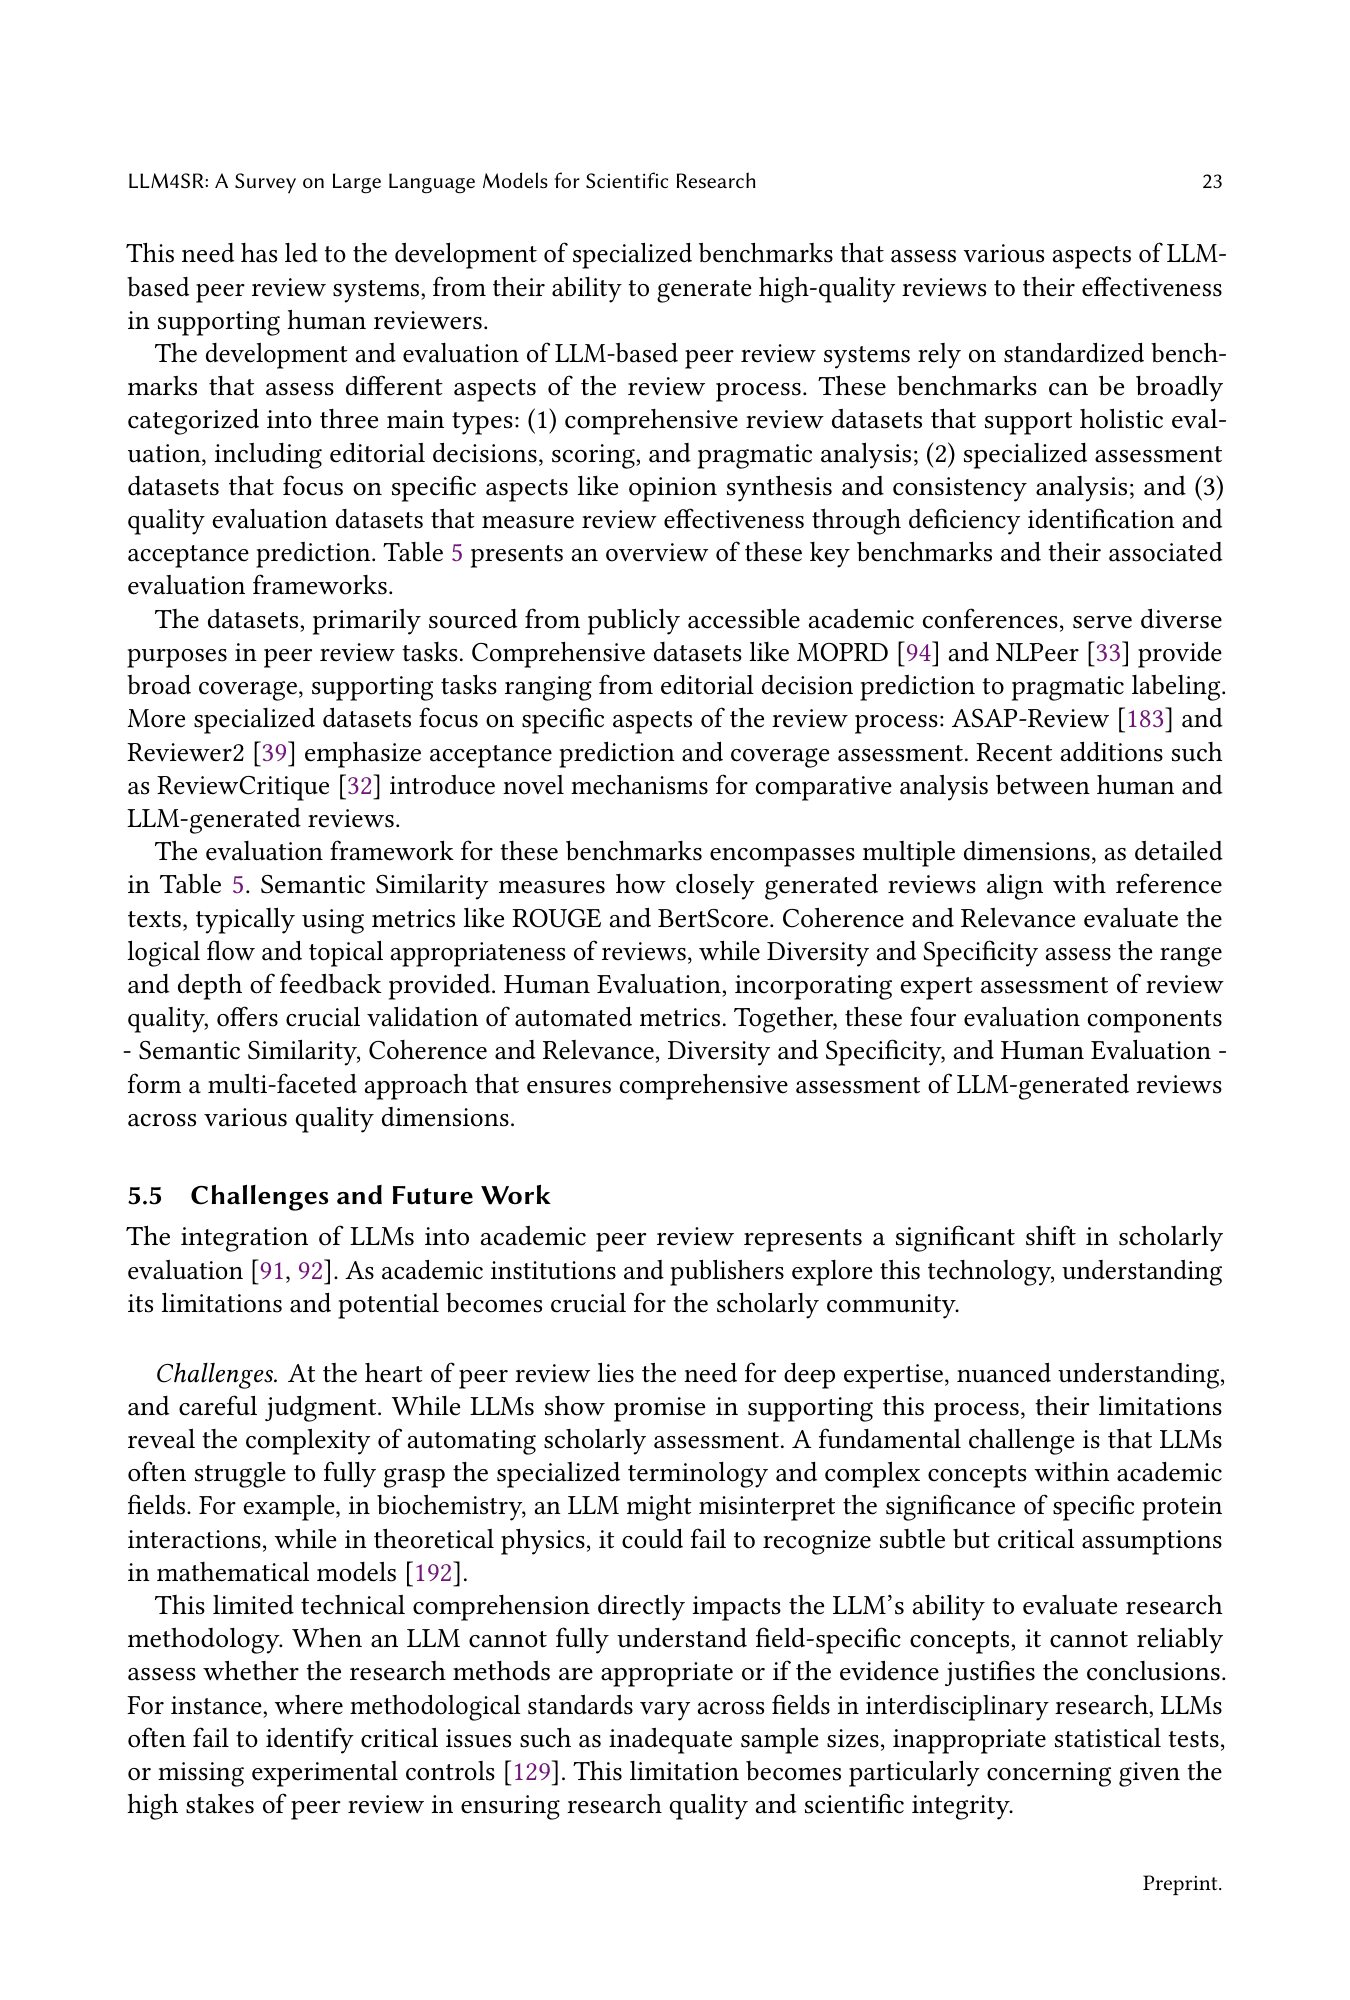 LLM4SR: A Survey on Large Language Models for Scientific Research 23
This need has led to the development of specialized benchmarks that assess various aspects of LLM-
based peer review systems, from their ability to generate high-quality reviews to their effectiveness
in supporting human reviewers.
The development and evaluation of LLM-based peer review systems rely on standardized bench-
marks that assess different aspects of the review process. These benchmarks can be broadly
categorized into three main types: (1) comprehensive review datasets that support holistic eval-
uation, including editorial decisions, scoring, and pragmatic analysis; (2) specialized assessment
datasets that focus on specific aspects like opinion synthesis and consistency analysis; and (3)
quality evaluation datasets that measure review effectiveness through deficiency identification and
acceptance prediction. Table 5 presents an overview of these key benchmarks and their associated
evaluation frameworks.
The datasets, primarily sourced from publicly accessible academic conferences, serve diverse
purposes in peer review tasks. Comprehensive datasets like MOPRD [94] and NLPeer [33] provide
broad coverage, supporting tasks ranging from editorial decision prediction to pragmatic labeling.
More specialized datasets focus on specific aspects of the review process: ASAP-Review [183] and
Reviewer2 [39] emphasize acceptance prediction and coverage assessment. Recent additions such
as ReviewCritique [32] introduce novel mechanisms for comparative analysis between human and
LLM-generated reviews.
The evaluation framework for these benchmarks encompasses multiple dimensions, as detailed
in Table 5. Semantic Similarity measures how closely generated reviews align with reference
texts, typically using metrics like ROUGE and BertScore. Coherence and Relevance evaluate the
logical flow and topical appropriateness of reviews, while Diversity and Specificity assess the range
and depth of feedback provided. Human Evaluation, incorporating expert assessment of review
quality, offers crucial validation of automated metrics. Together, these four evaluation components
- Semantic Similarity, Coherence and Relevance, Diversity and Specificity, and Human Evaluation -
form a multi-faceted approach that ensures comprehensive assessment of LLM-generated reviews
across various quality dimensions.
5.5 Challenges and Future Work
The integration of LLMs into academic peer review represents a significant shift in scholarly
evaluation [91, 92]. As academic institutions and publishers explore this technology, understanding
its limitations and potential becomes crucial for the scholarly community.
Challenges. At the heart of peer review lies the need for deep expertise, nuanced understanding,
and careful judgment. While LLMs show promise in supporting this process, their limitations
reveal the complexity of automating scholarly assessment. A fundamental challenge is that LLMs
often struggle to fully grasp the specialized terminology and complex concepts within academic
fields. For example, in biochemistry, an LLM might misinterpret the significance of specific protein
interactions, while in theoretical physics, it could fail to recognize subtle but critical assumptions
in mathematical models [192].
This limited technical comprehension directly impacts the LLM's ability to evaluate research
methodology. When an LLM cannot fully understand field-specific concepts, it cannot reliably
assess whether the research methods are appropriate or if the evidence justifies the conclusions.
For instance, where methodological standards vary across fields in interdisciplinary research, LLMs
often fail to identify critical issues such as inadequate sample sizes, inappropriate statistical tests,
or missing experimental controls [129]. This limitation becomes particularly concerning given the
high stakes of peer review in ensuring research quality and scientific integrity.
Preprint.